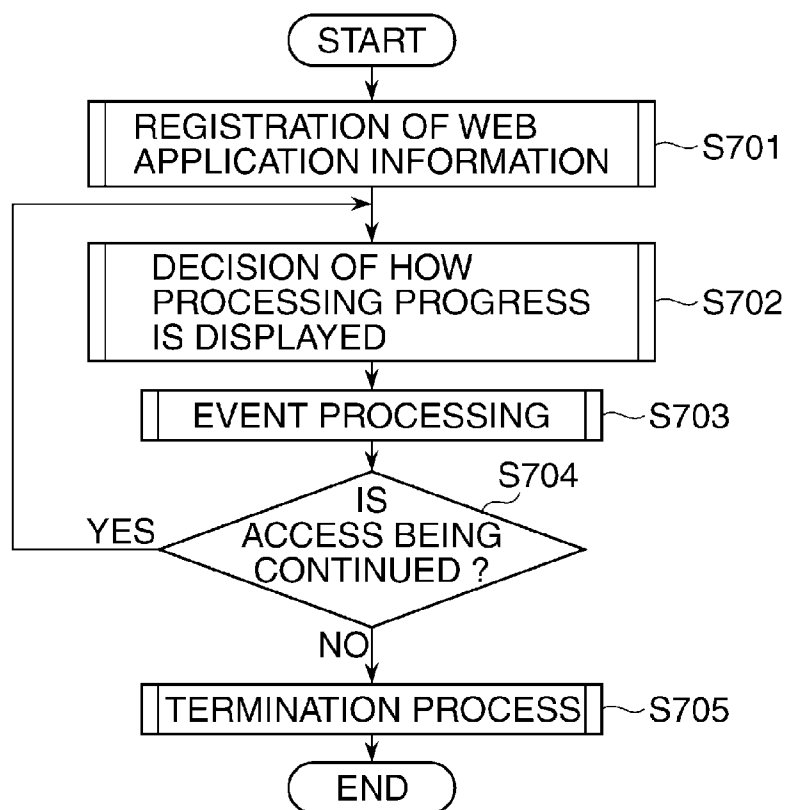 START
REGISTRATION OF WEB
APPLICATION INFORMATION
S701
DECISION OF HOW
PROCESSING PROGRESS
IS DISPLAYED
S702
EVENT PROCESSING
S703
S704
IS
ACCESS BEING
CONTINUED ?
YES
NO
TERMINATION PROCESS
S705
END